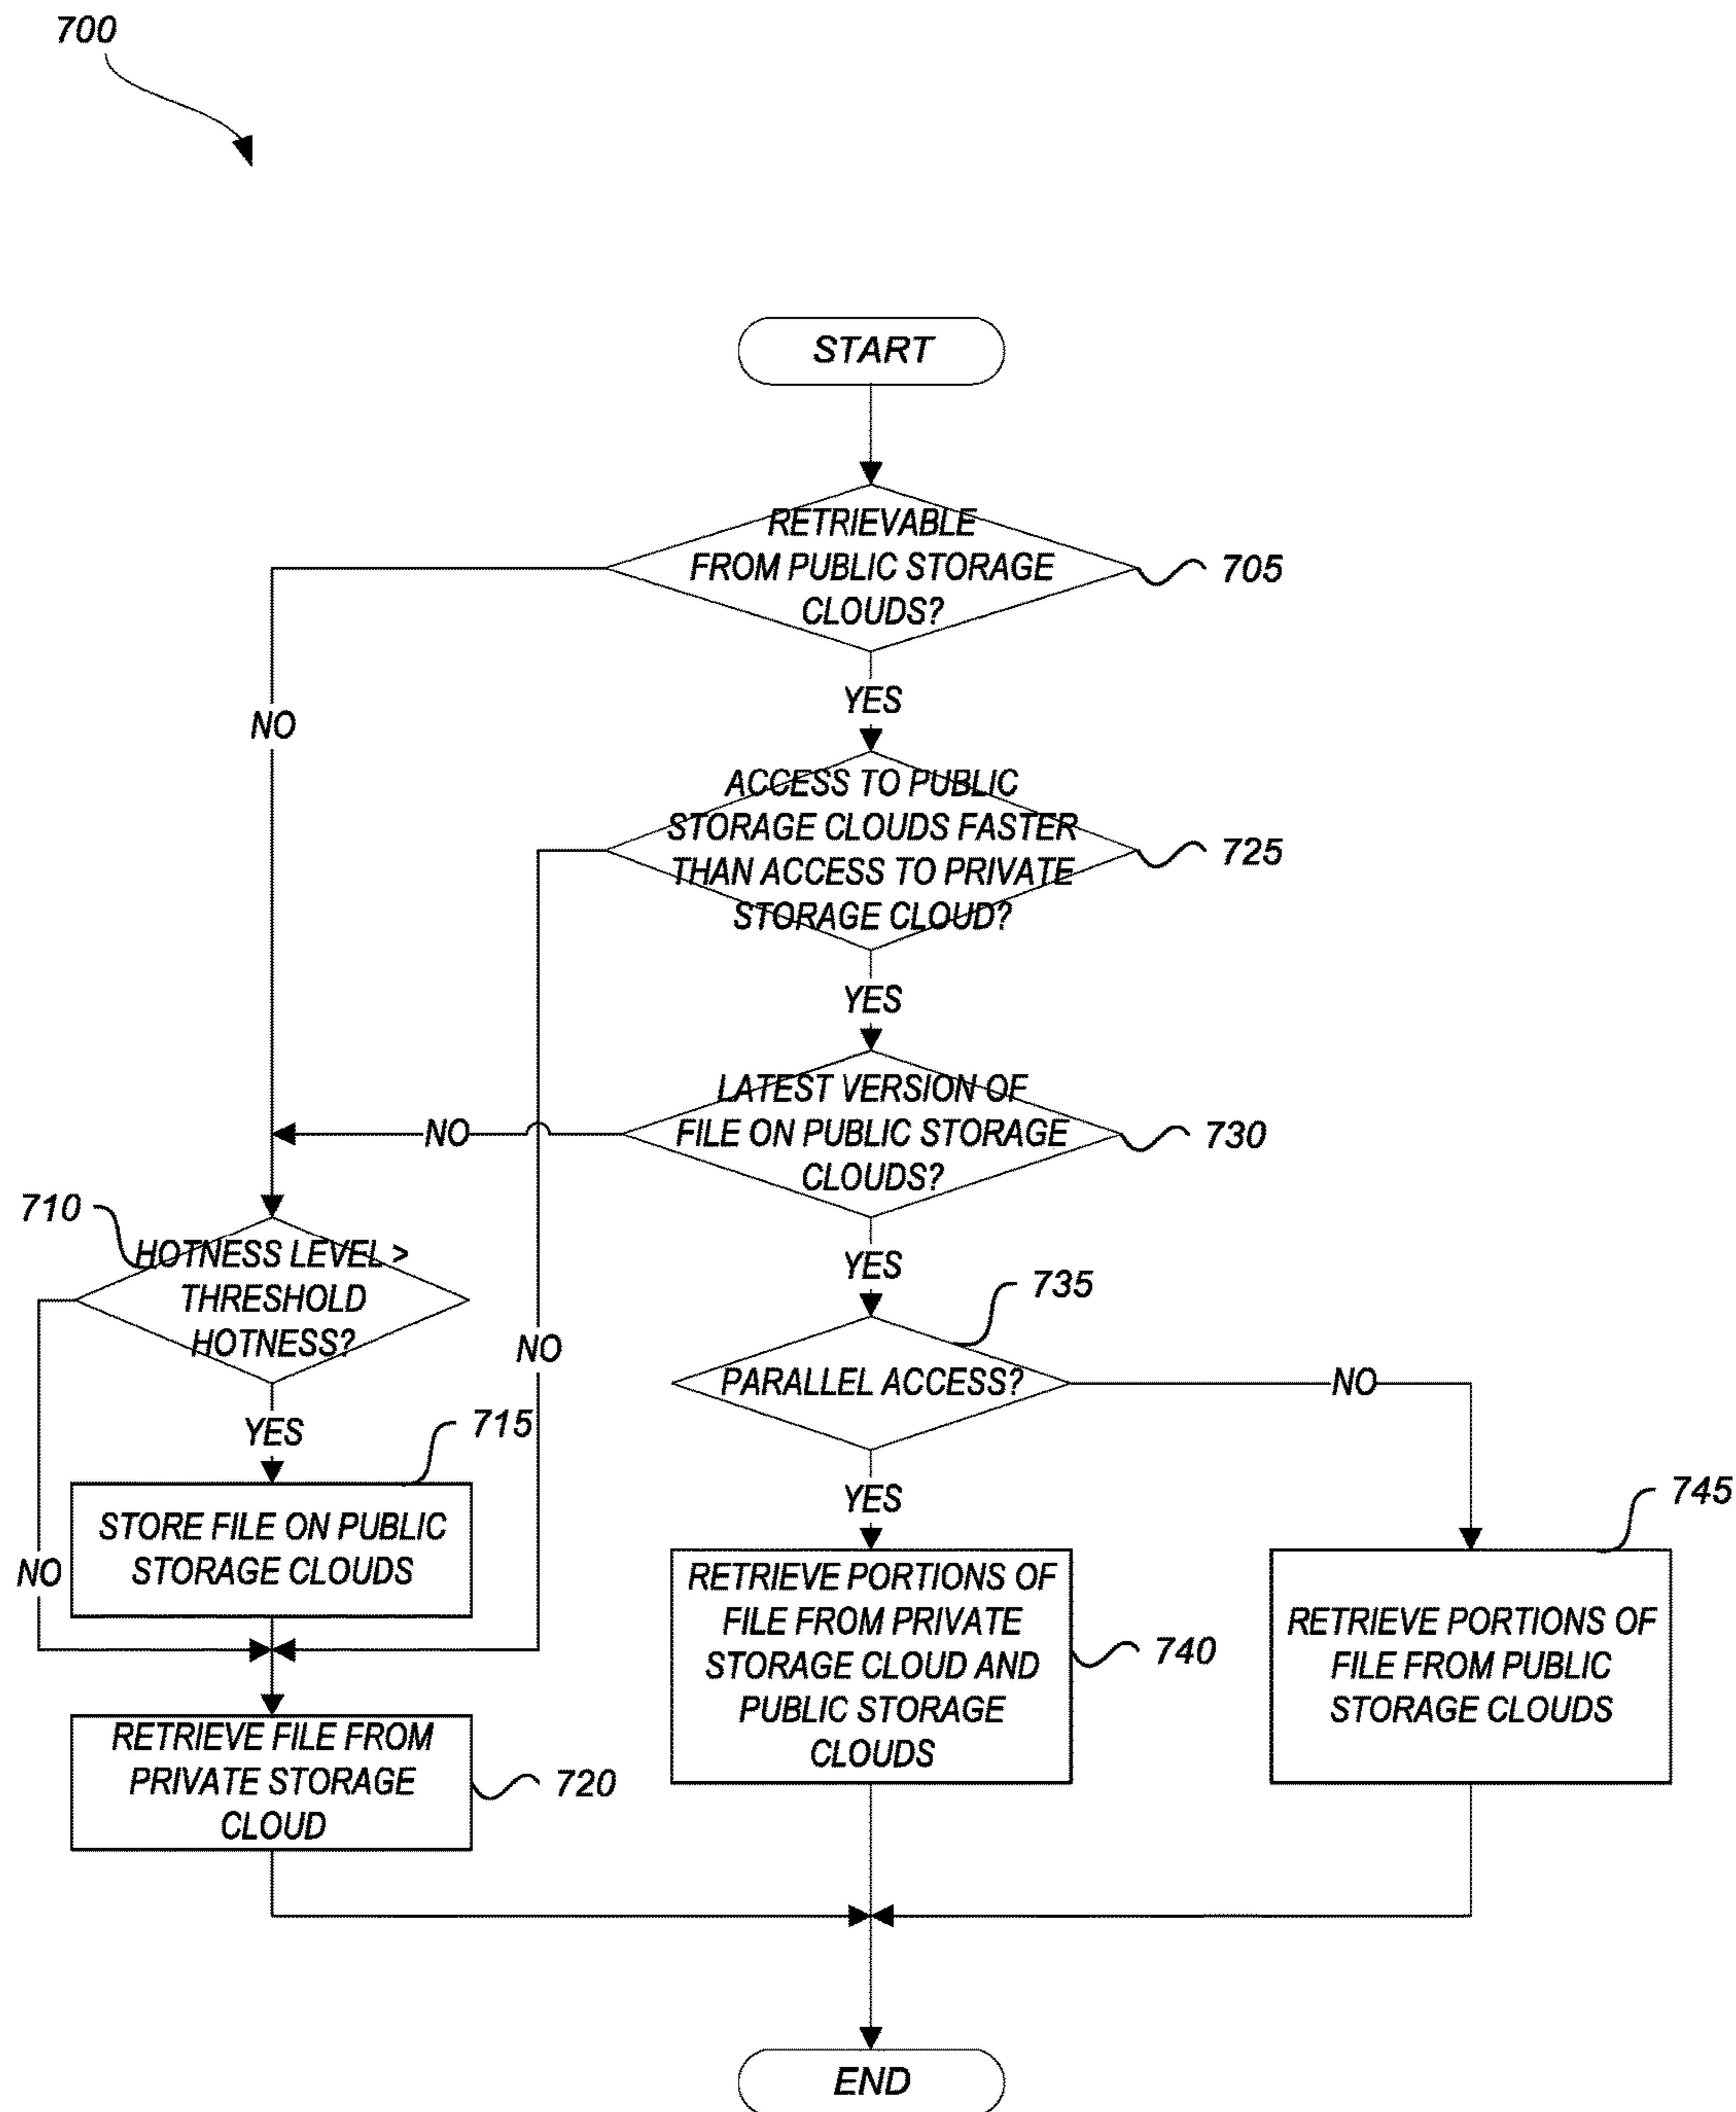 700
START
RETRIEVABLE
FROM PUBLIC STORAGE
CLOUDS?
705
NO
YES
ACCESS TO PUBLIC
STORAGE CLOUDS FASTER
THAN ACCESS TO PRIVATE
STORAGE CLOUD?
725
NO
YES
LATEST VERSION OF
FILE ON PUBLIC STORAGE
CLOUDS?
730
NO
YES
710
HOTNESS LEVEL >
THRESHOLD
HOTNESS?
NO
YES
715
STORE FILE ON PUBLIC
STORAGE CLOUDS
RETRIEVE FILE FROM
PRIVATE STORAGE
CLOUD
720
735
PARALLEL ACCESS?
NO
YES
RETRIEVE PORTIONS OF
FILE FROM PRIVATE
STORAGE CLOUD AND
PUBLIC STORAGE
CLOUDS
740
745
RETRIEVE PORTIONS OF
FILE FROM PUBLIC
STORAGE CLOUDS
END